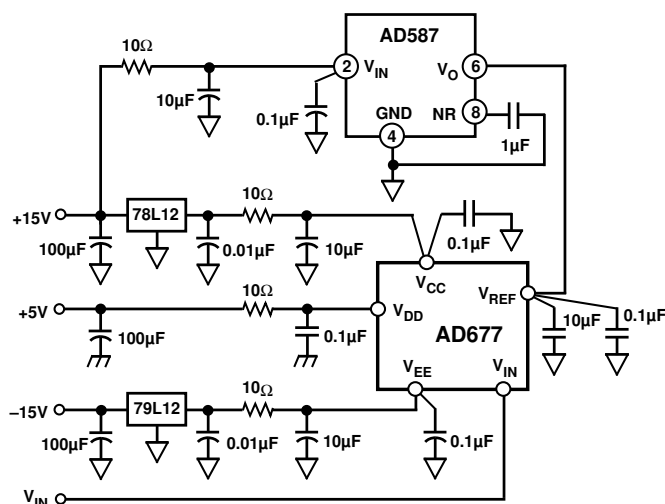 AD587
10Ω
2
V_IN
V_O
6
10µF
0.1µF
GND
NR
8
4
1µF
10Ω
+15V
78L12
100µF
0.01µF
10µF
0.1µF
V_CC
V_REF
10Ω
+5V
V_DD
AD677
100µF
0.1µF
10µF
0.1µF
V_EE
V_IN
10Ω
–15V
79L12
100µF
0.01µF
10µF
0.1µF
V_IN